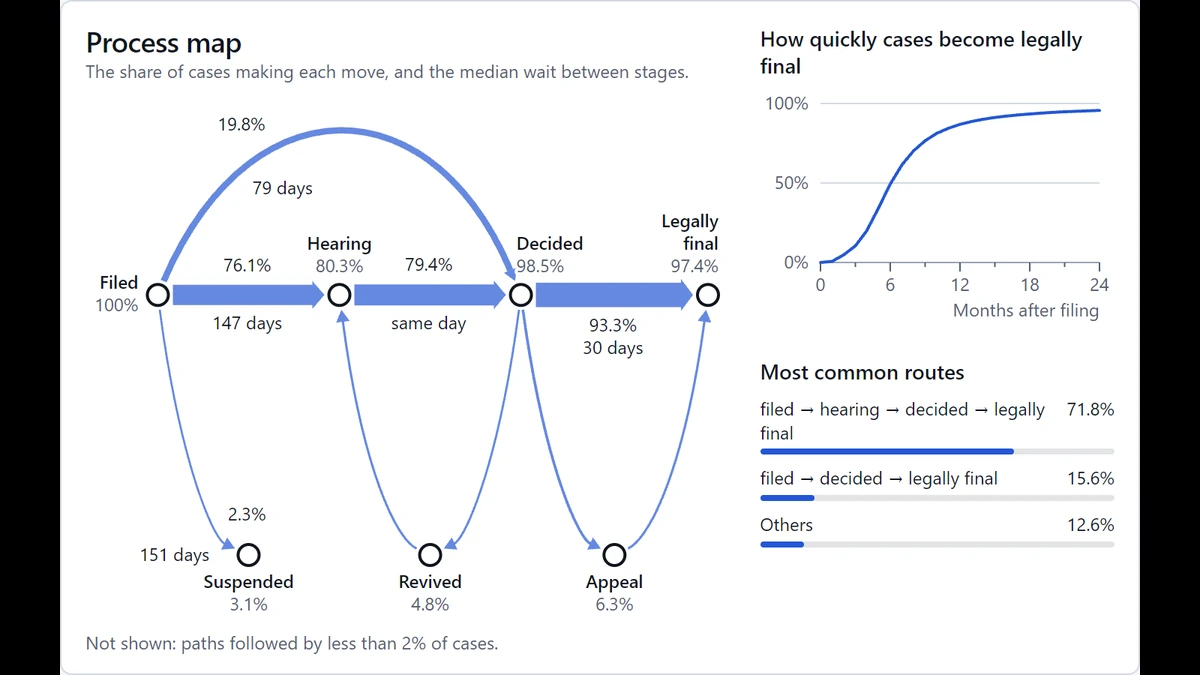 Process map
The share of cases making each move, and the median wait between stages.
19.8%
79 days
Filed
100%
76.1%
147 days
Hearing
80.3%
79.4%
same day
Decided
98.5%
93.3%
30 days
Legally
final
97.4%
2.3%
151 days
Suspended
3.1%
Revived
4.8%
Appeal
6.3%
Not shown: paths followed by less than 2% of cases.
How quickly cases become legally
final
100%
50%
0%
0 6 12 18 24
Months after filing
Most common routes
filed → hearing → decided → legally 71.8%
final
filed → decided → legally final 15.6%
Others 12.6%